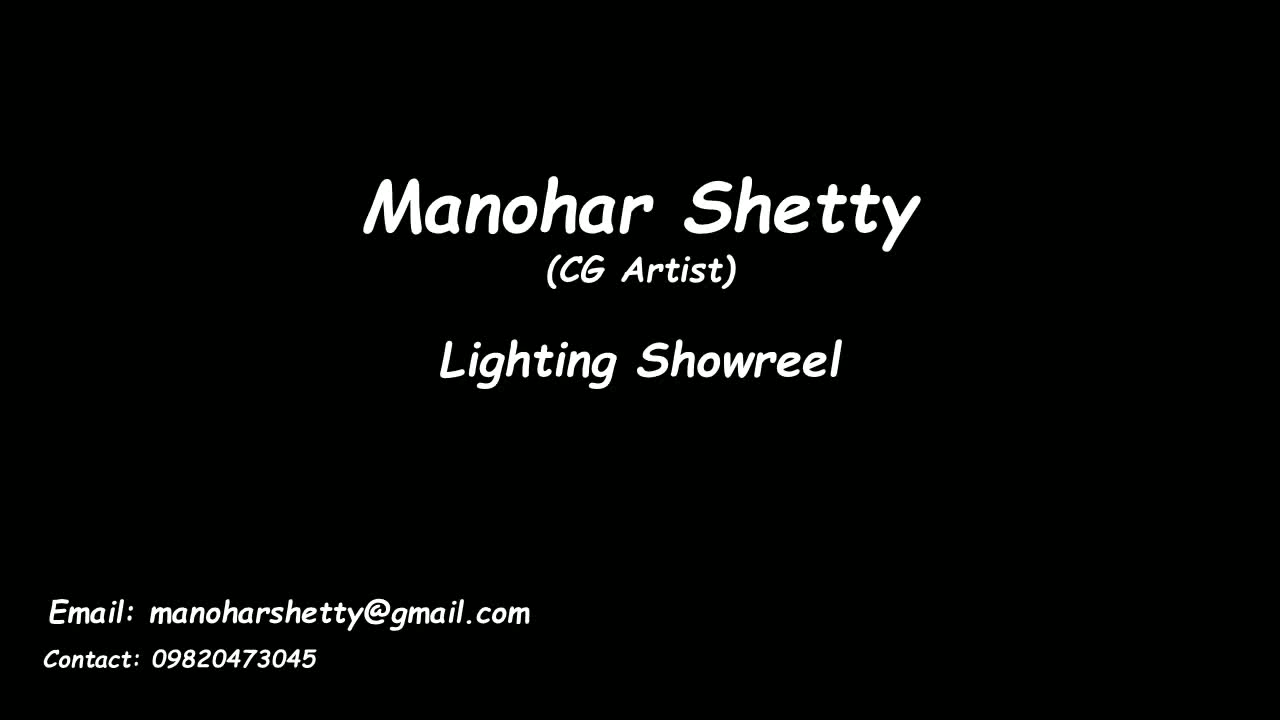 Manohar Shetty
(CG Artist)
Lighting Showreel
Email: manoharshetty@gmail.com
Contact: 09820473045